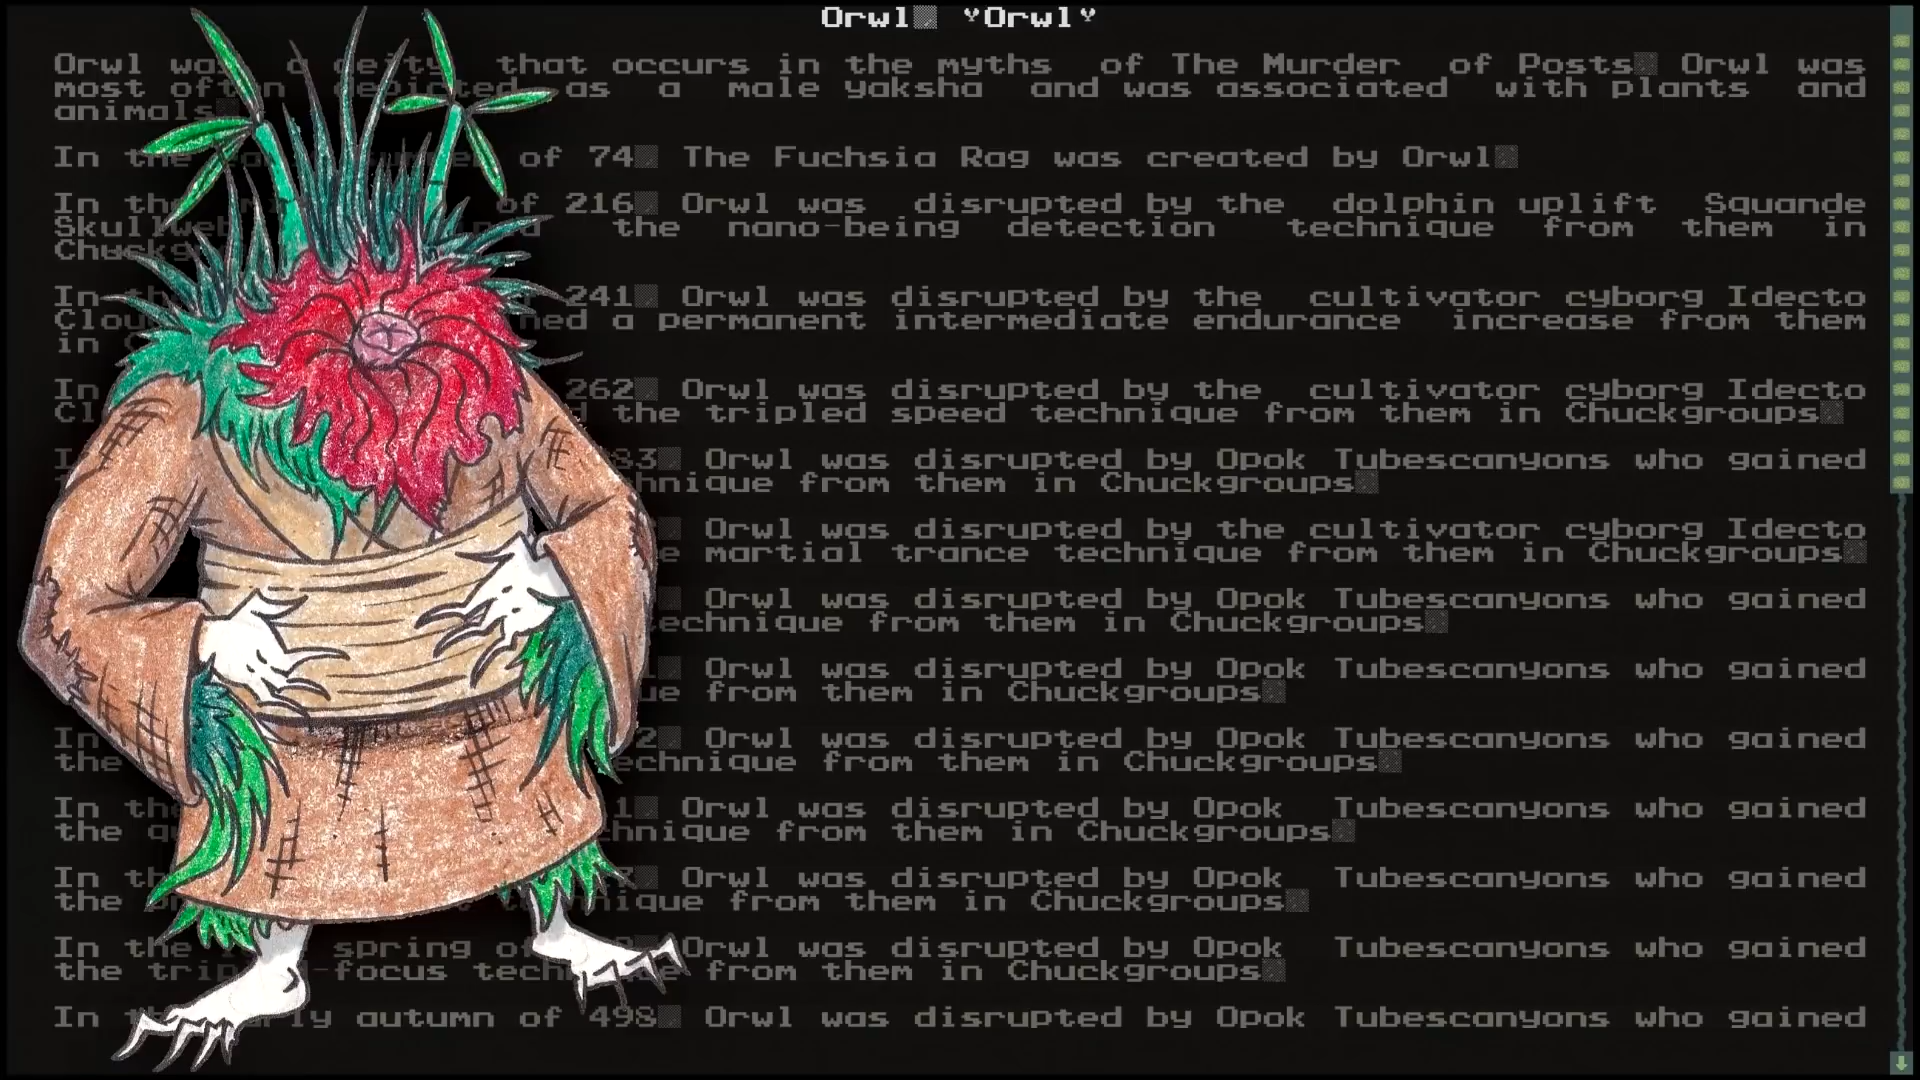 Orwl "Orwl"
Orwl was a deity that occurs in the myths of The Murder of Posts Orwl was
most often depicted as a male yaksha and was associated with plants and
animals
In the of 74 The Fuchsia Rag was created by Orwl
In the of 216 Orwl was disrupted by the dolphin uplift Squande
the nano-being detection technique from them in
In 241 Orwl was disrupted by the cultivator cyborg Idecto
a permanent intermediate endurance increase from them
in
In 262 Orwl was disrupted by the cultivator cyborg Idecto
the tripled speed technique from them in Chuckgroups
Orwl was disrupted by Opok Tubescanyons who gained
from them in Chuckgroups
Orwl was disrupted by the cultivator cyborg Idecto
martial trance technique from them in Chuckgroups
Orwl was disrupted by Opok Tubescanyons who gained
technique from them in Chuckgroups
Orwl was disrupted by Opok Tubescanyons who gained
from them in Chuckgroups
In Orwl was disrupted by Opok Tubescanyons who gained
the technique from them in Chuckgroups
In Orwl was disrupted by Opok Tubescanyons who gained
the from them in Chuckgroups
In Orwl was disrupted by Opok Tubescanyons who gained
the from them in Chuckgroups
In the spring of Orwl was disrupted by Opok Tubescanyons who gained
the from them in Chuckgroups
In autumn of 498 Orwl was disrupted by Opok Tubescanyons who gained